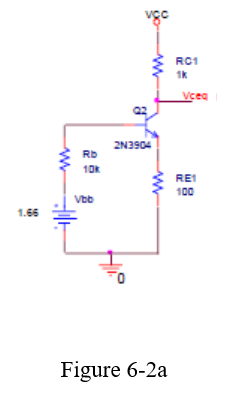 VCC
RC1
1k
Vceq
Q2
2N3904
Rb
10k
RE1
100
Vbb
1.66
0
Figure 6-2a